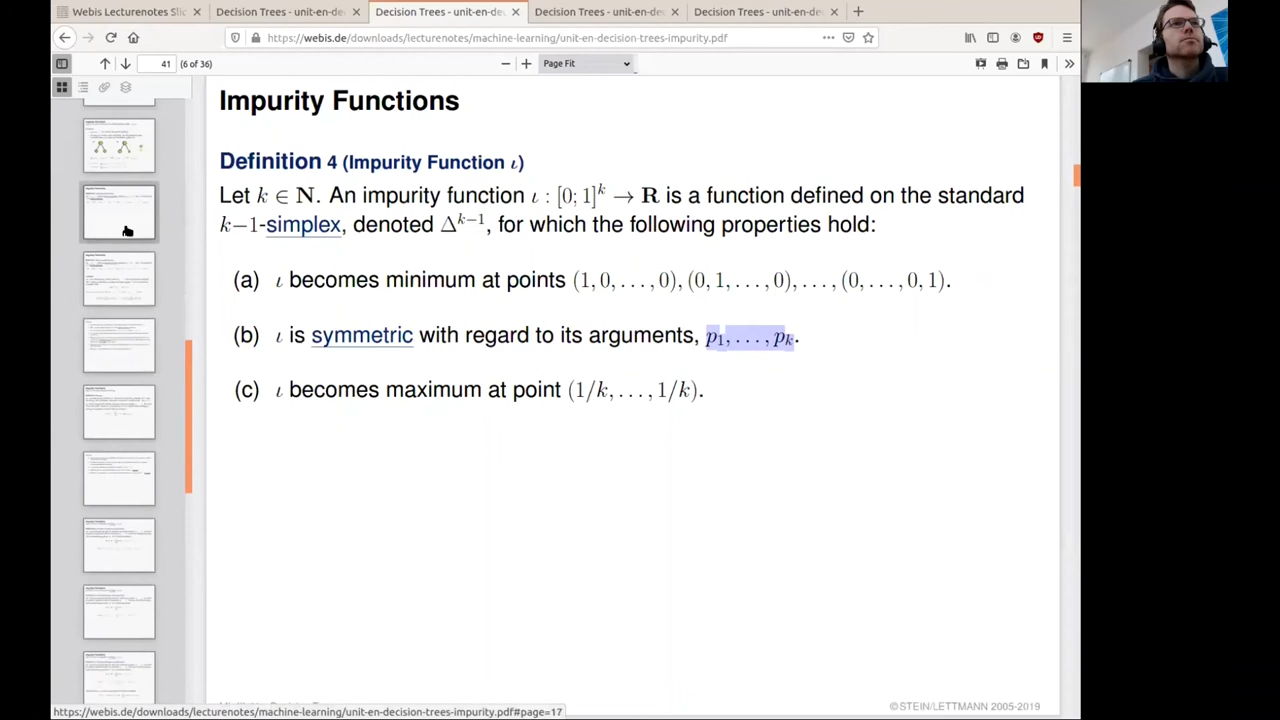 Webis Lecturenotes Slic
Decision Trees - unit-en-de
Decision Trees - unit-en-de
Decision Trees - unit-en-de
Decision Trees - unit-en-de
https://webis.de/downloads/lecturenotes/machine-learning/unit-en-decision-trees-impurity.pdf
41 (6 of 36) Page Fit
Impurity Functions
Definition 4 (Impurity Function ι)
Let k ∈ N. An impurity function ι : [0; 1]^k → R is a function defined on the standard
k−1-simplex, denoted Δ^{k−1}, for which the following properties hold:
(a) ι becomes minimum at points (1, 0, . . . , 0), (0, 1, . . . , 0), . . . , (0, . . . , 0, 1).
(b) ι is symmetric with regard to its arguments, p_1, . . . , p_k.
(c) ι becomes maximum at point (1/k, . . . , 1/k).
https://webis.de/downloads/lecturenotes/machine-learning/unit-en-decision-trees-impurity.pdf#page=17
©STEIN/LETTMANN 2005-2019